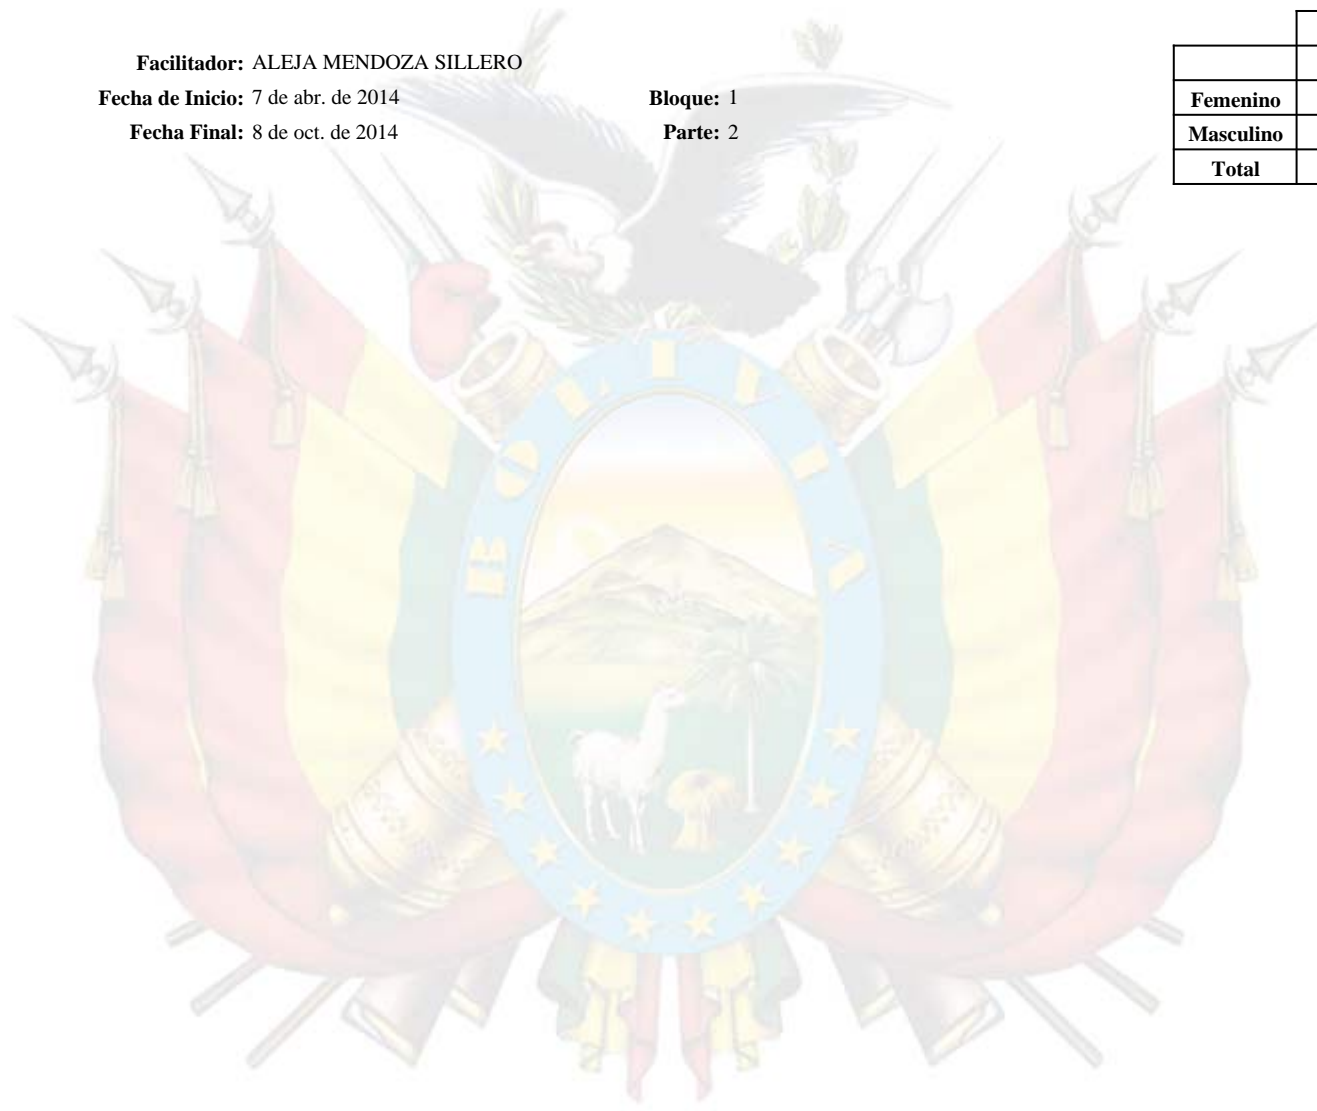 Facilitador: ALEJA MENDOZA SILLERO
Fecha de Inicio: 7 de abr. de 2014 Bloque: 1
Fecha Final: 8 de oct. de 2014 Parte: 2
Femenino
Masculino
Total
BOLIVIA